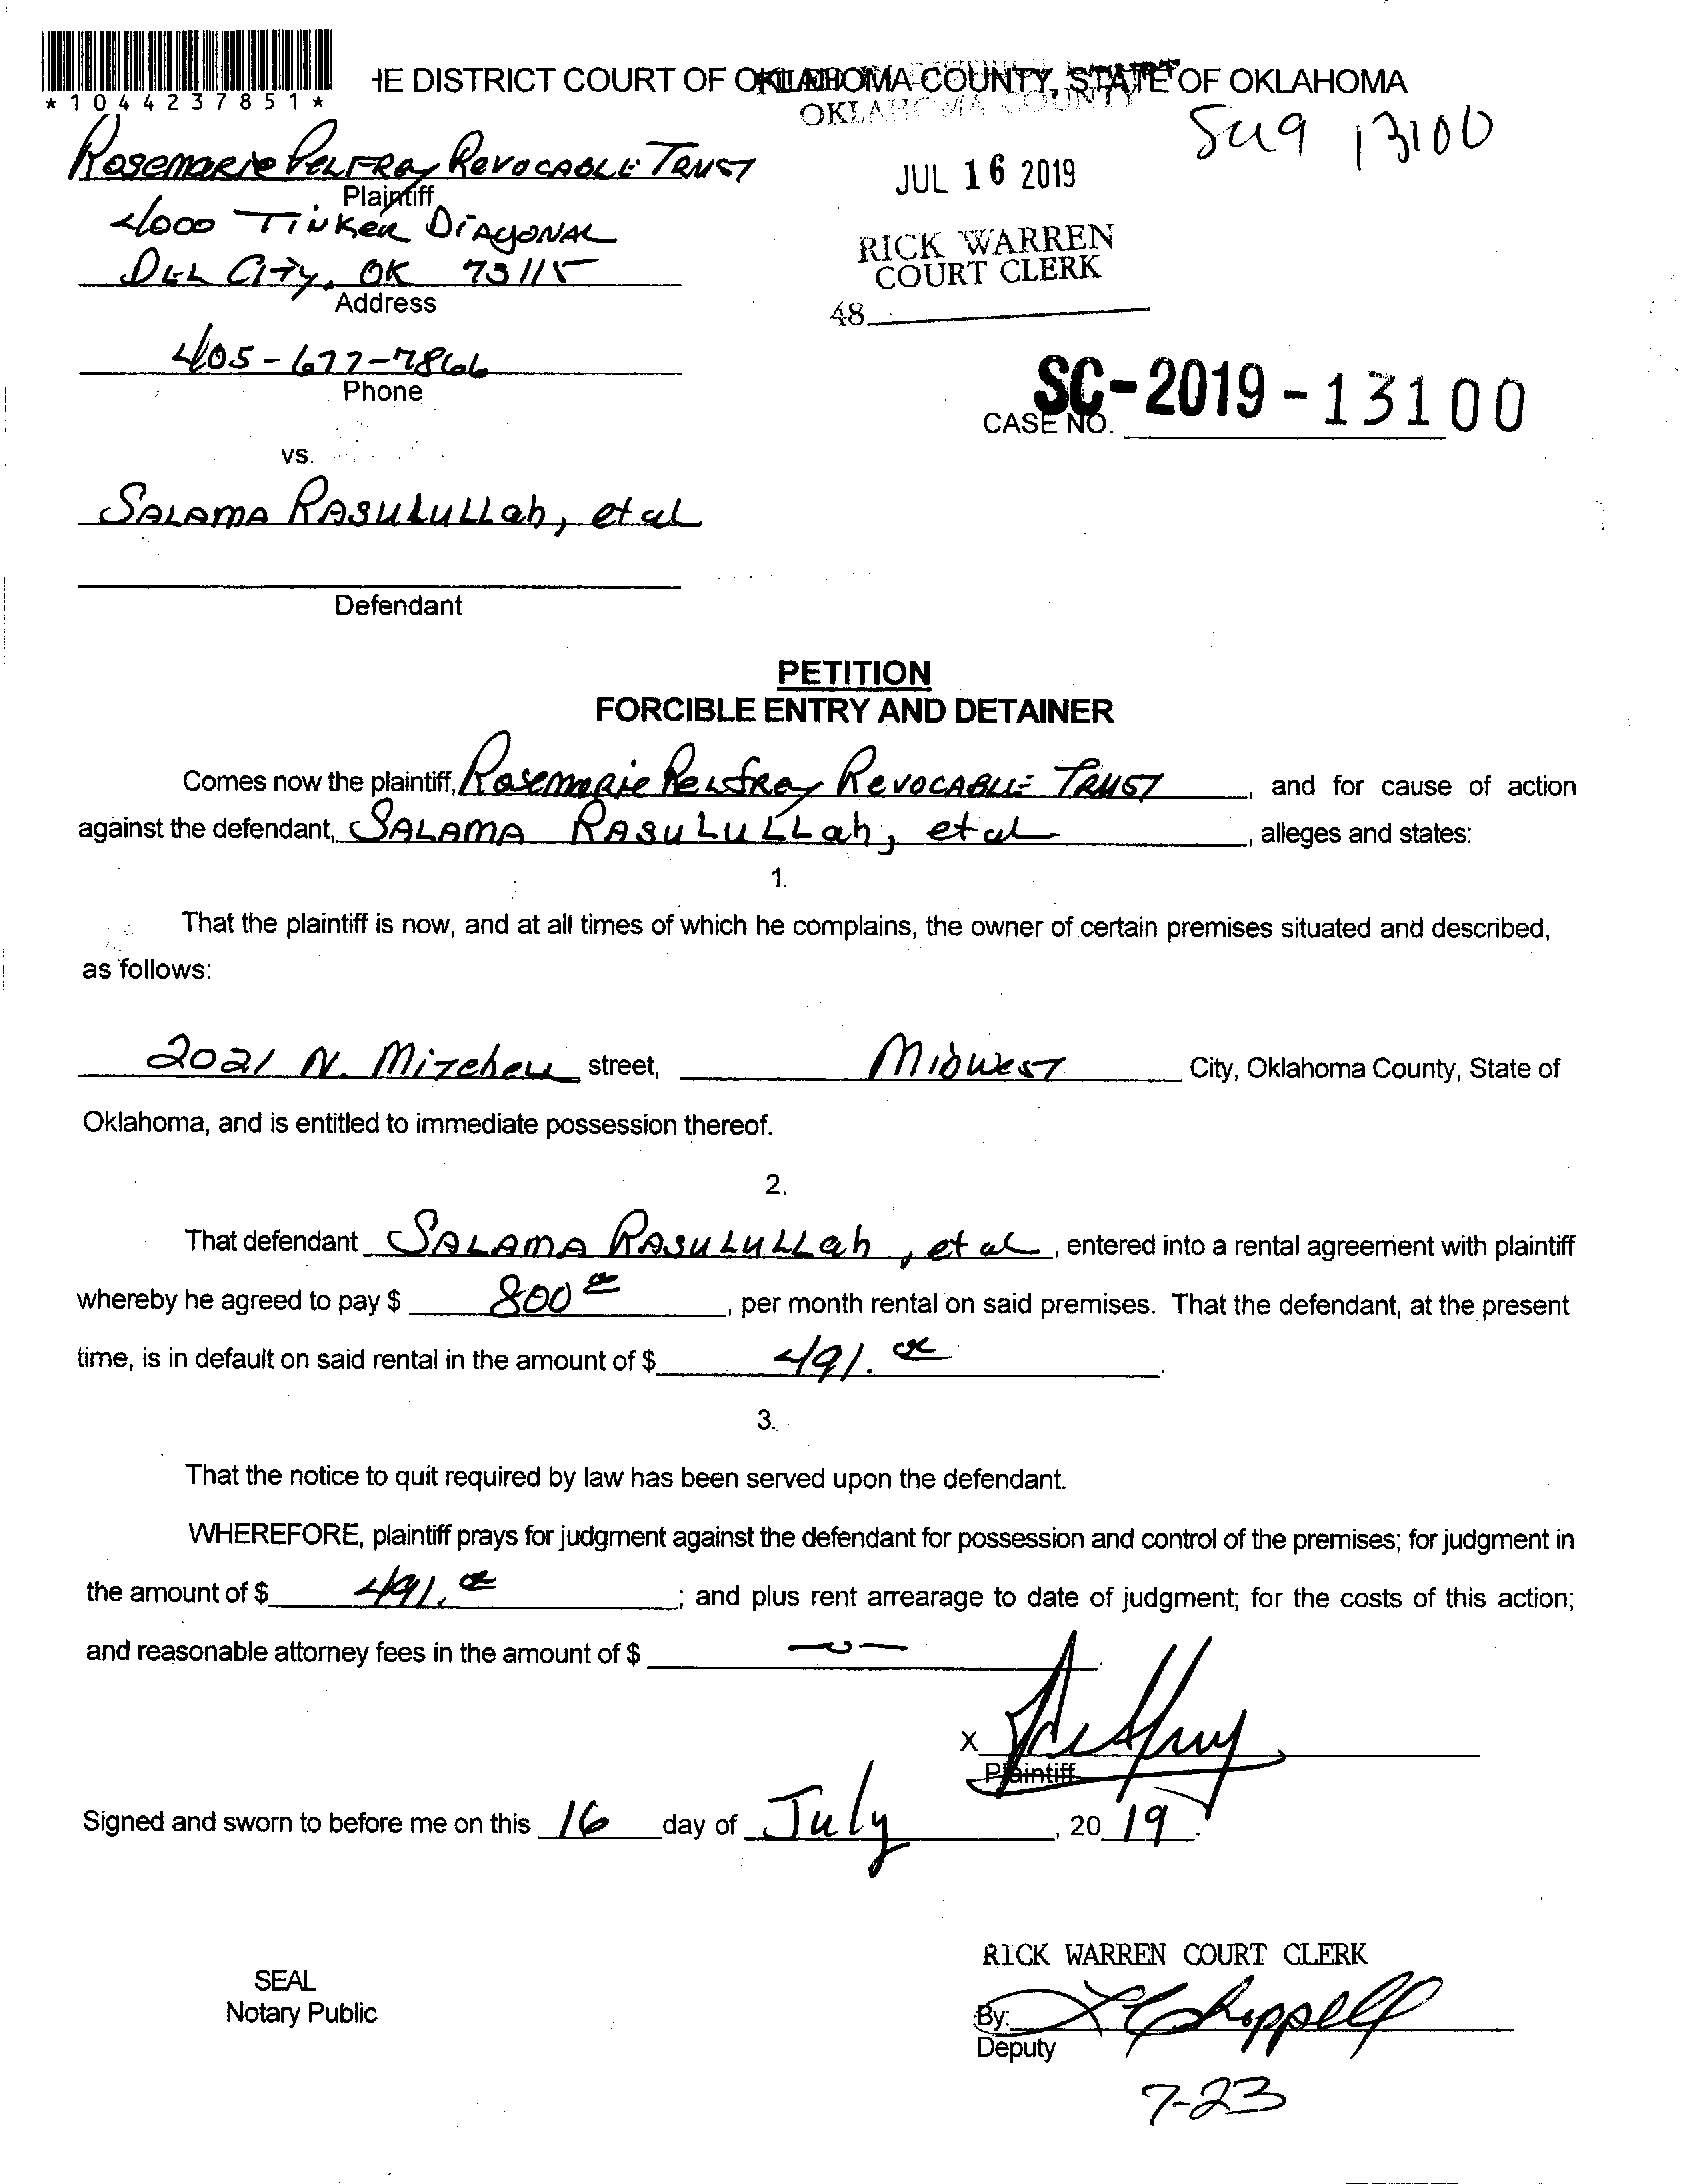 *1044237851*
HE DISTRICT COURT OF OKLAHOMA COUNTY, STATE OF OKLAHOMA
OKLAHOMA COUNTY
13100
Rosemarie Pelfrey Revocable Trust
Plaintiff
JUL 16 2019
4000 Tinker Diagonal
RICK WARREN
COURT CLERK
Del City, OK 73115
Address
48
405-677-7866
Phone
CASE NO. SC-2019-13100
vs.
Salama Rasulullah, et al
Defendant
PETITION
FORCIBLE ENTRY AND DETAINER
Comes now the plaintiff, Rosemarie Pelfrey Revocable Trust, and for cause of action
against the defendant, Salama Rasulullah, et al, alleges and states:
1.
That the plaintiff is now, and at all times of which he complains, the owner of certain premises situated and described,
as follows:
2021 N. Mitchell street, Midwest City, Oklahoma County, State of
Oklahoma, and is entitled to immediate possession thereof.
2.
That defendant Salama Rasulullah, et al, entered into a rental agreement with plaintiff
whereby he agreed to pay $ 800, per month rental on said premises. That the defendant, at the present
time, is in default on said rental in the amount of $ 491.
3.
That the notice to quit required by law has been served upon the defendant.
WHEREFORE, plaintiff prays for judgment against the defendant for possession and control of the premises; for judgment in
the amount of $ 491.; and plus rent arrearage to date of judgment; for the costs of this action;
and reasonable attorney fees in the amount of $ -0-
X
Plaintiff
Signed and sworn to before me on this 16 day of July, 2019.
RICK WARREN COURT CLERK
SEAL
Notary Public
By:
Deputy
7-23